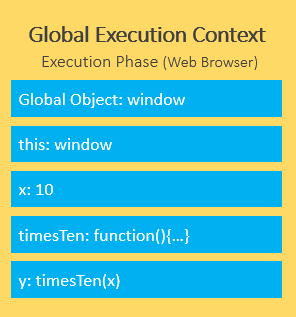 Global Execution Context
Execution Phase (Web Browser)
Global Object: window
this: window
x: 10
timesTen: function(){...}
y: timesTen(x)